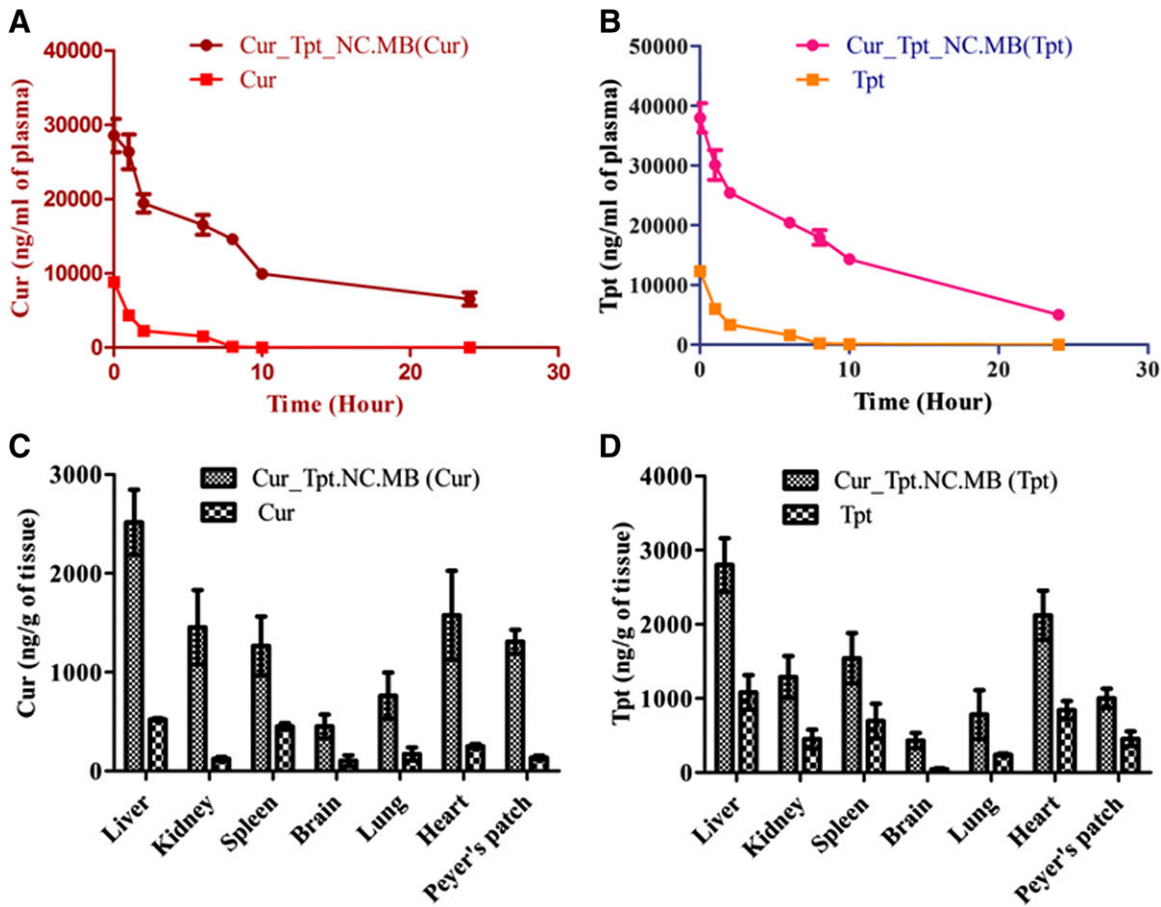 A
Cur_Tpt_NC.MB(Cur)
Cur
40000
30000
20000
10000
0
Cur (ng/ml of plasma)
0 10 20 30
Time (Hour)
B
Cur_Tpt_NC.MB(Tpt)
Tpt
50000
40000
30000
20000
10000
0
Tpt (ng/ml of plasma)
0 10 20 30
Time (Hour)
C
Cur_Tpt.NC.MB (Cur)
Cur
3000
2000
1000
0
Cur (ng/g of tissue)
Liver Kidney Spleen Brain Lung Heart Peyer's patch
D
Cur_Tpt.NC.MB (Tpt)
Tpt
4000
3000
2000
1000
0
Tpt (ng/g of tissue)
Liver Kidney Spleen Brain Lung Heart Peyer's patch